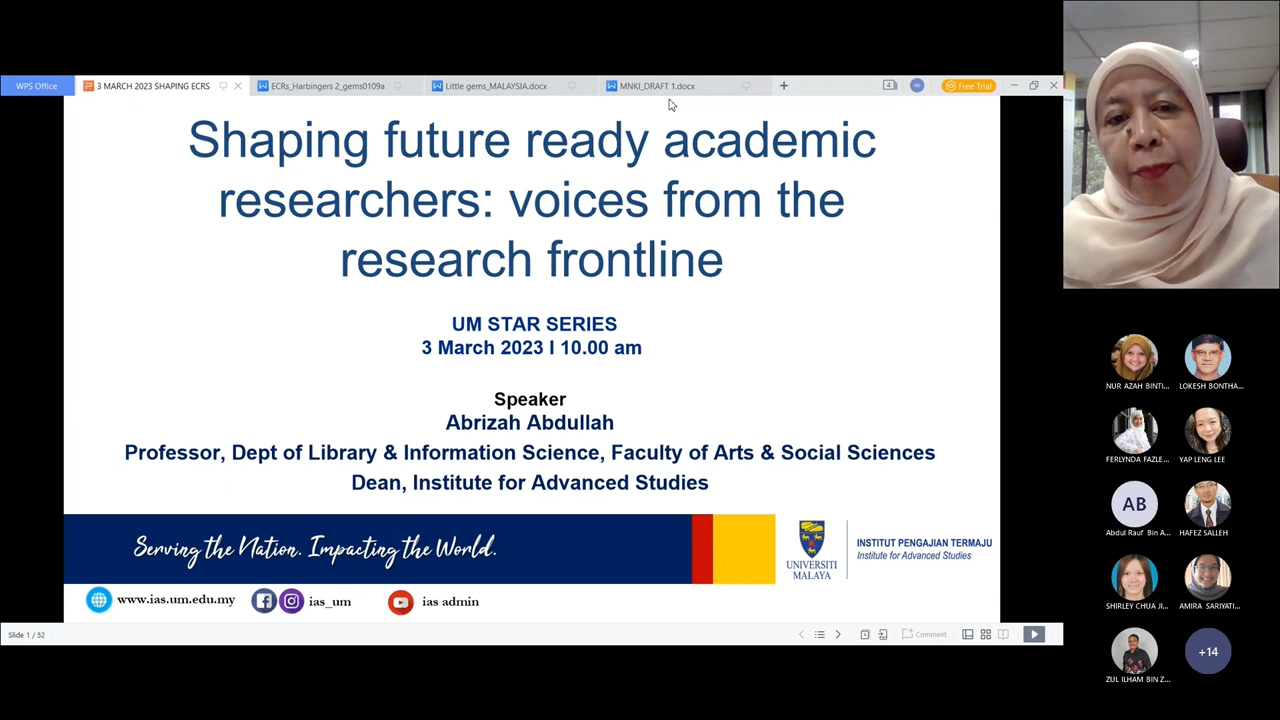 WPS Office
3 MARCH 2023 SHAPING ECRS
ECRs_Harbingers 2_gems0109a
Little gems_MALAYSIA.docx
MNKI_DRAFT 1.docx
Free Trial
Shaping future ready academic
researchers: voices from the
research frontline
UM STAR SERIES
3 March 2023 I 10.00 am
Speaker
Abrizah Abdullah
Professor, Dept of Library & Information Science, Faculty of Arts & Social Sciences
Dean, Institute for Advanced Studies
Serving the Nation. Impacting the World.
UNIVERSITI
MALAYA
INSTITUT PENGAJIAN TERMAJU
Institute for Advanced Studies
www.ias.um.edu.my
ias_um
ias admin
Slide 1 / 52
Comment
NUR AZAH BINTI...
LOKESH BONTHA...
FERLYNDA FAZLE...
YAP LENG LEE
AB
Abdul Rauf Bin A...
HAFEZ SALLEH
SHIRLEY CHUA JI...
AMIRA SARIYATI...
ZUL ILHAM BIN Z...
+14